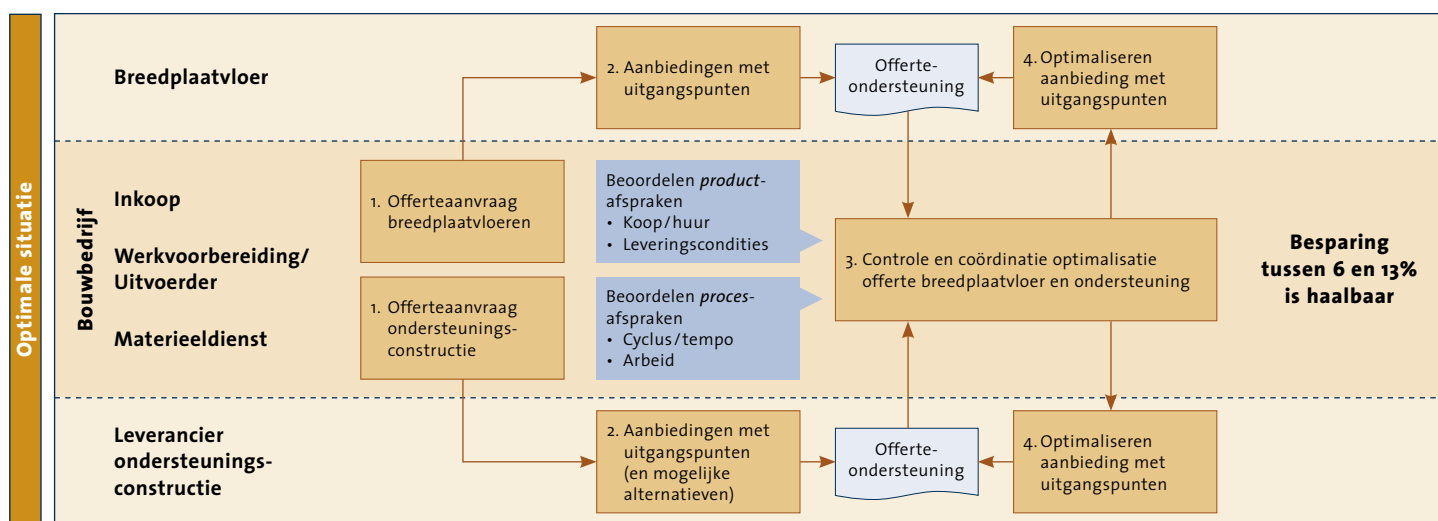 Optimale situatie
Breedplaatvloer
2. Aanbiedingen met
uitgangspunten
Offerte-
ondersteuning
4. Optimaliseren
aanbieding met
uitgangspunten
Bouwbedrijf
Inkoop
Werkvoorbereiding/
Uitvoerder
Materieeldienst
1. Offerteaanvraag
breedplaatvloeren
1. Offerteaanvraag
ondersteunings-
constructie
Beoordelen product-
afspraken
• Koop/huur
• Leveringscondities
Beoordelen proces-
afspraken
• Cyclus/tempo
• Arbeid
3. Controle en coördinatie optimalisatie
offerte breedplaatvloer en ondersteuning
Besparing
tussen 6 en 13%
is haalbaar
Leverancier
ondersteunings-
constructie
2. Aanbiedingen met
uitgangspunten
(en mogelijke
alternatieven)
Offerte-
ondersteuning
4. Optimaliseren
aanbieding met
uitgangspunten